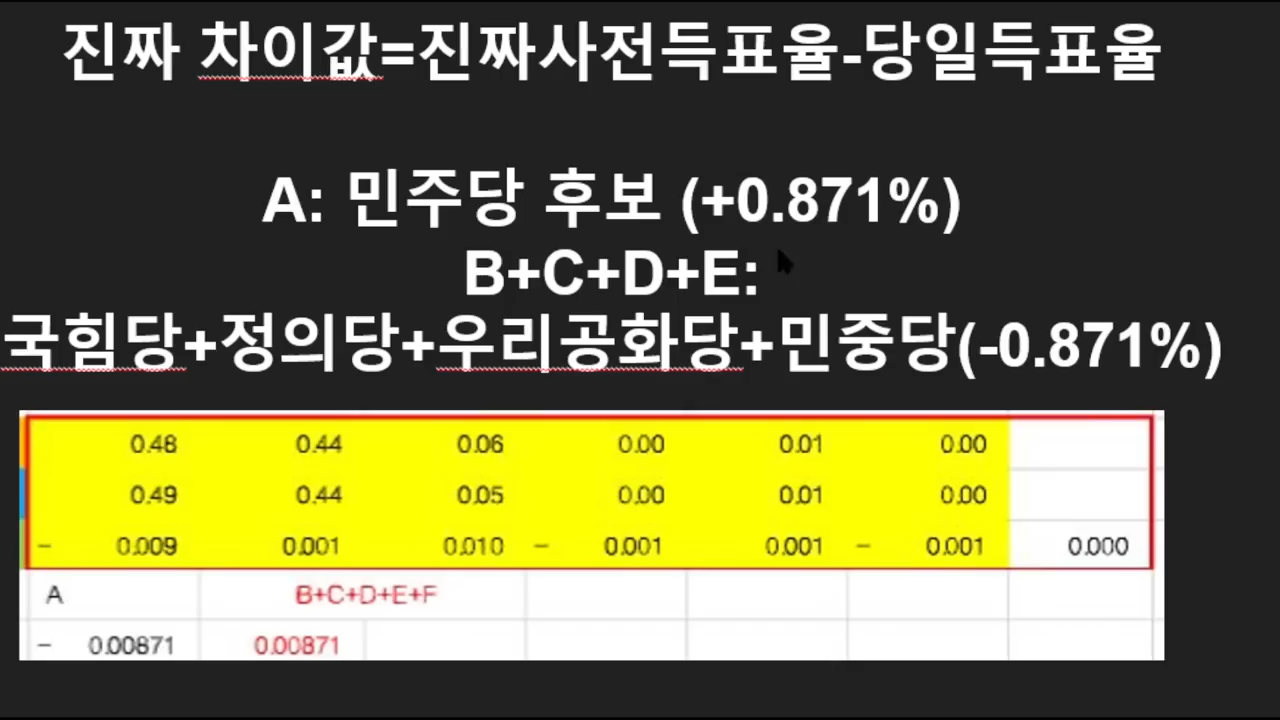 진짜 차이값=진짜사전득표율-당일득표율
A: 민주당 후보 (+0.871%)
B+C+D+E:
국힘당+정의당+우리공화당+민중당(-0.871%)
0.48 0.44 0.06 0.00 0.01 0.00
0.49 0.44 0.05 0.00 0.01 0.00
- 0.009 0.001 0.010 - 0.001 0.001 - 0.001 0.000
A B+C+D+E+F
- 0.00871 0.00871